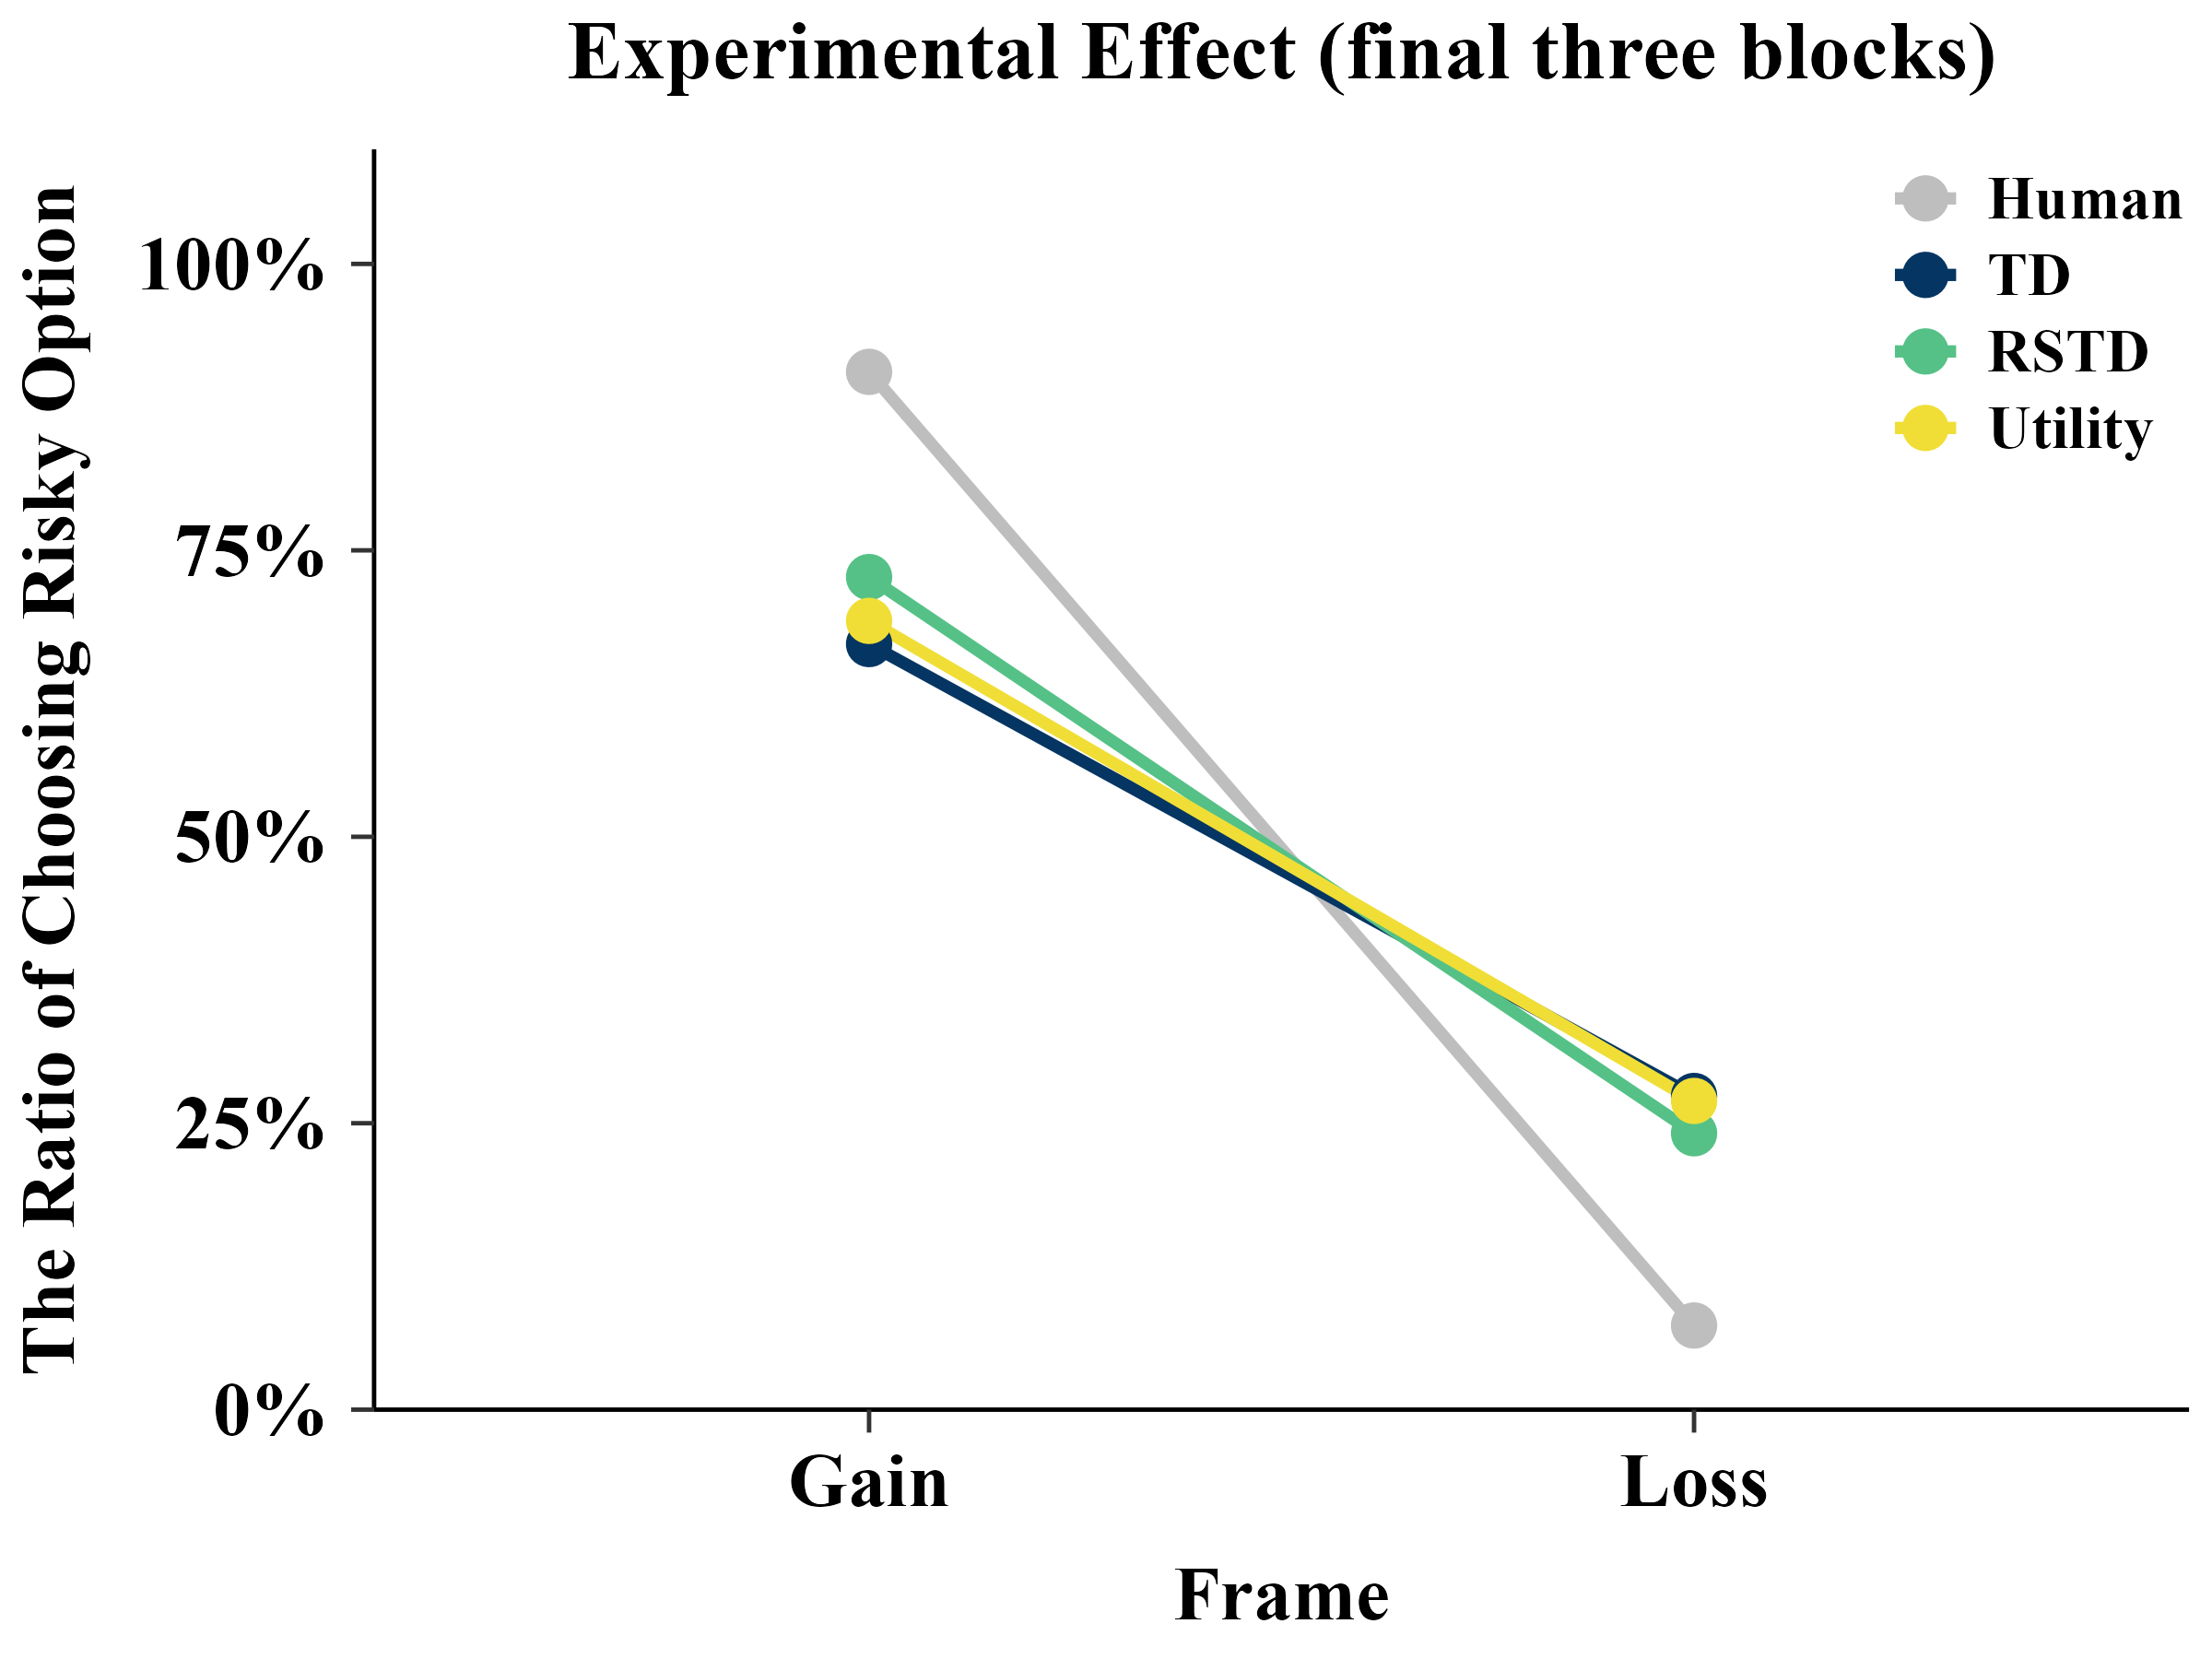 Experimental Effect (final three blocks)
The Ratio of Choosing Risky Option
100%
75%
50%
25%
0%
Human
TD
RSTD
Utility
Gain
Loss
Frame